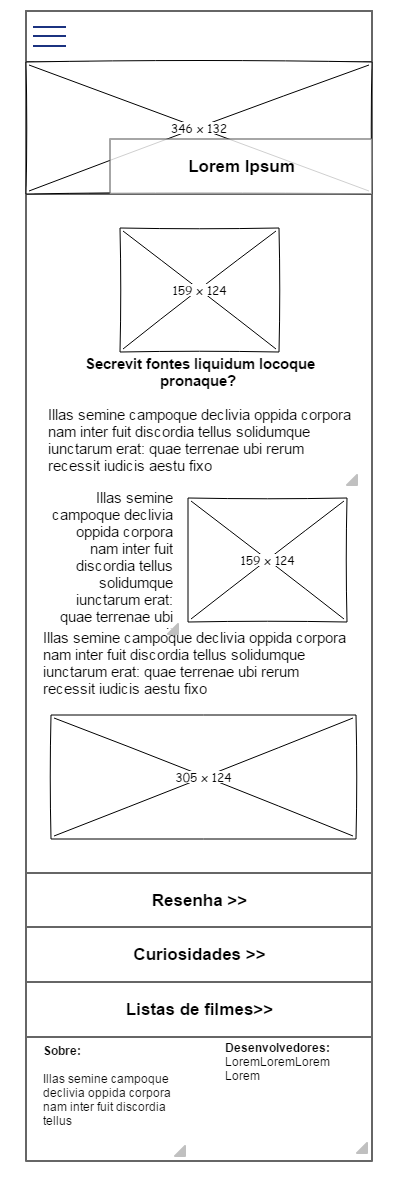 346 x 132
Lorem Ipsum
159 x 124
Secrevit fontes liquidum locoque
pronaque?
Illas semine campoque declivia oppida corpora
nam inter fuit discordia tellus solidumque
iunctarum erat: quae terrenae ubi rerum
recessit iudicis aestu fixo
Illas semine
campoque declivia
oppida corpora
nam inter fuit
discordia tellus
solidumque
iunctarum erat:
quae terrenae ubi
159 x 124
Illas semine campoque declivia oppida corpora
nam inter fuit discordia tellus solidumque
iunctarum erat: quae terrenae ubi rerum
recessit iudicis aestu fixo
305 x 124
Resenha >>
Curiosidades >>
Listas de filmes>>
Sobre:
Illas semine campoque
declivia oppida corpora
nam inter fuit discordia
tellus
Desenvolvedores:
LoremLoremLorem
Lorem